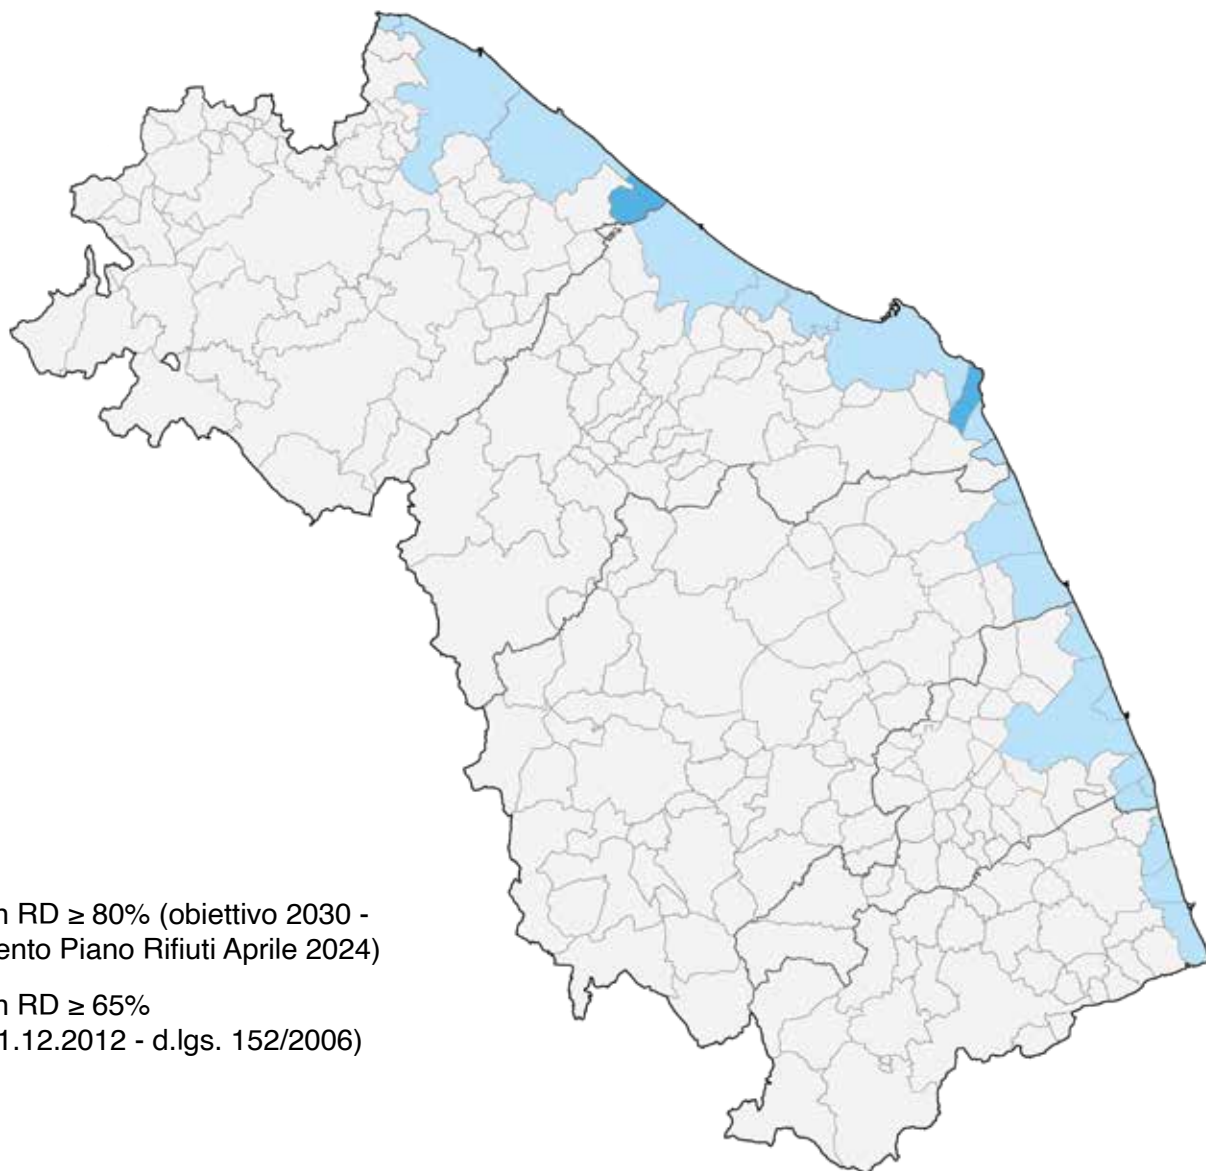 n RD ≥ 80% (obiettivo 2030 -
ento Piano Rifiuti Aprile 2024)
n RD ≥ 65%
1.12.2012 - d.lgs. 152/2006)